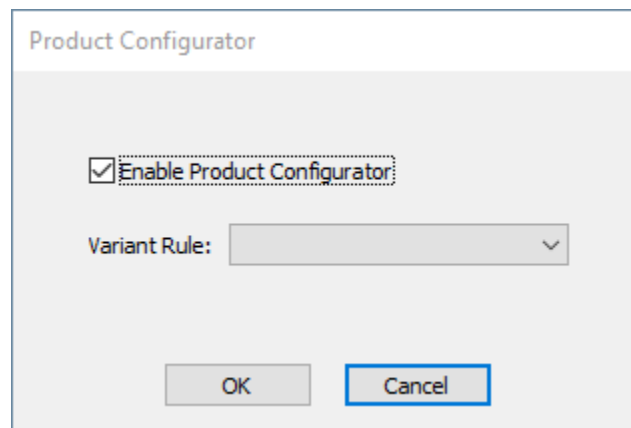 Product Configurator
Enable Product Configurator
Variant Rule:
OK Cancel